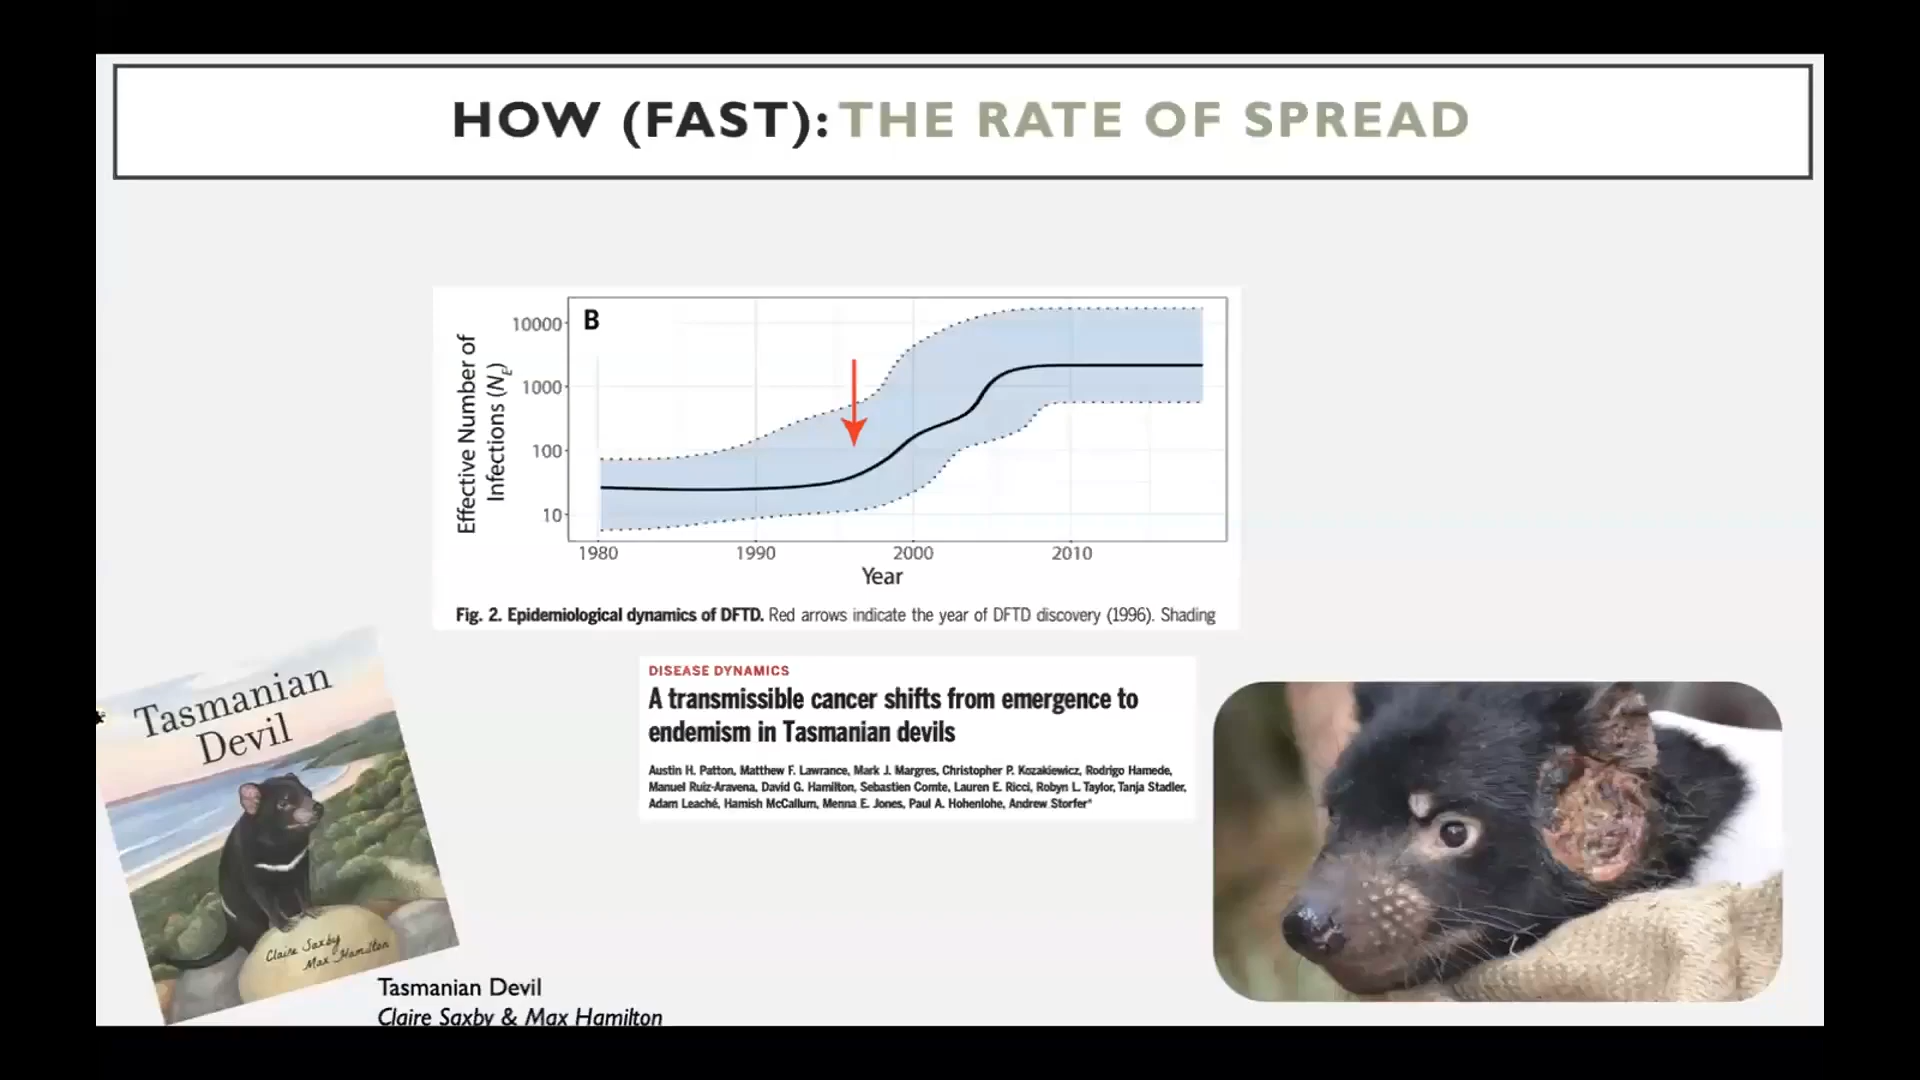 HOW (FAST): THE RATE OF SPREAD
B
10000
1000
100
10
Effective Number of
Infections (NE)
1980 1990 2000 2010
Year
Fig. 2. Epidemiological dynamics of DFTD. Red arrows indicate the year of DFTD discovery (1996). Shading
DISEASE DYNAMICS
A transmissible cancer shifts from emergence to
endemism in Tasmanian devils
Austin H. Patton, Matthew F. Lawrance, Mark J. Margres, Christopher P. Kozakiewicz, Rodrigo Hamede,
Manuel Ruiz-Aravena, David G. Hamilton, Sebastien Comte, Lauren E. Ricci, Robyn L. Taylor, Tanja Stadler,
Adam Leaché, Hamish McCallum, Menna E. Jones, Paul A. Hohenlohe, Andrew Storfer*
Tasmanian
Devil
Claire Saxby
Max Hamilton
Tasmanian Devil
Claire Saxby & Max Hamilton